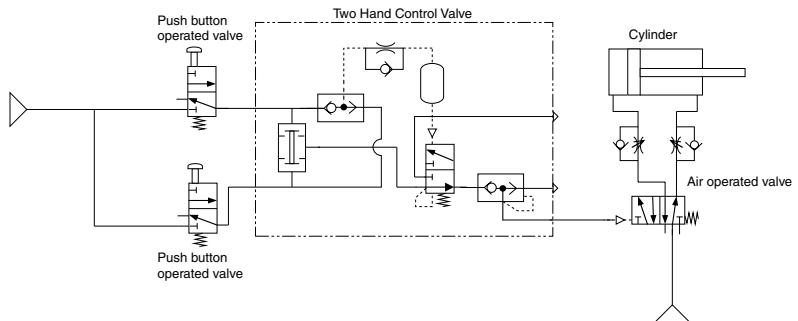 Two Hand Control Valve
Push button
operated valve
Cylinder
Air operated valve
Push button
operated valve